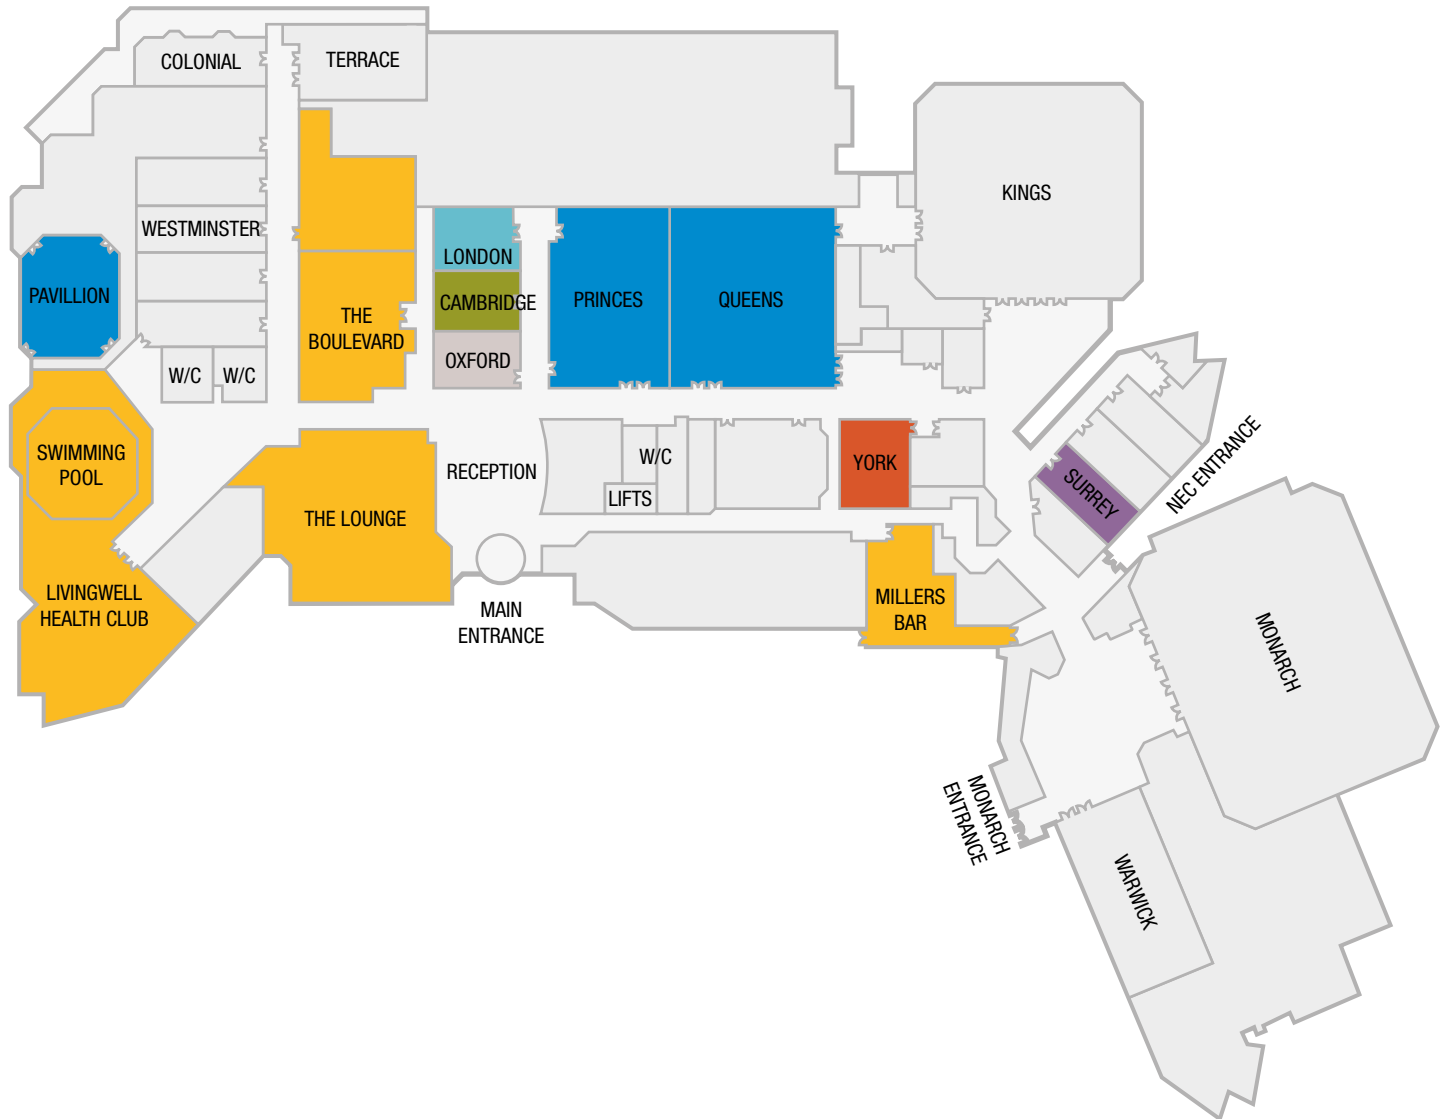 COLONIAL
TERRACE
KINGS
WESTMINSTER
LONDON
PAVILLION
CAMBRIDGE
PRINCES
QUEENS
THE
BOULEVARD
OXFORD
W/C
W/C
SWIMMING
POOL
RECEPTION
W/C
YORK
LIFTS
SURREY
NEC ENTRANCE
THE LOUNGE
LIVINGWELL
HEALTH CLUB
MAIN
ENTRANCE
MILLERS
BAR
MONARCH
MONARCH
ENTRANCE
WARWICK